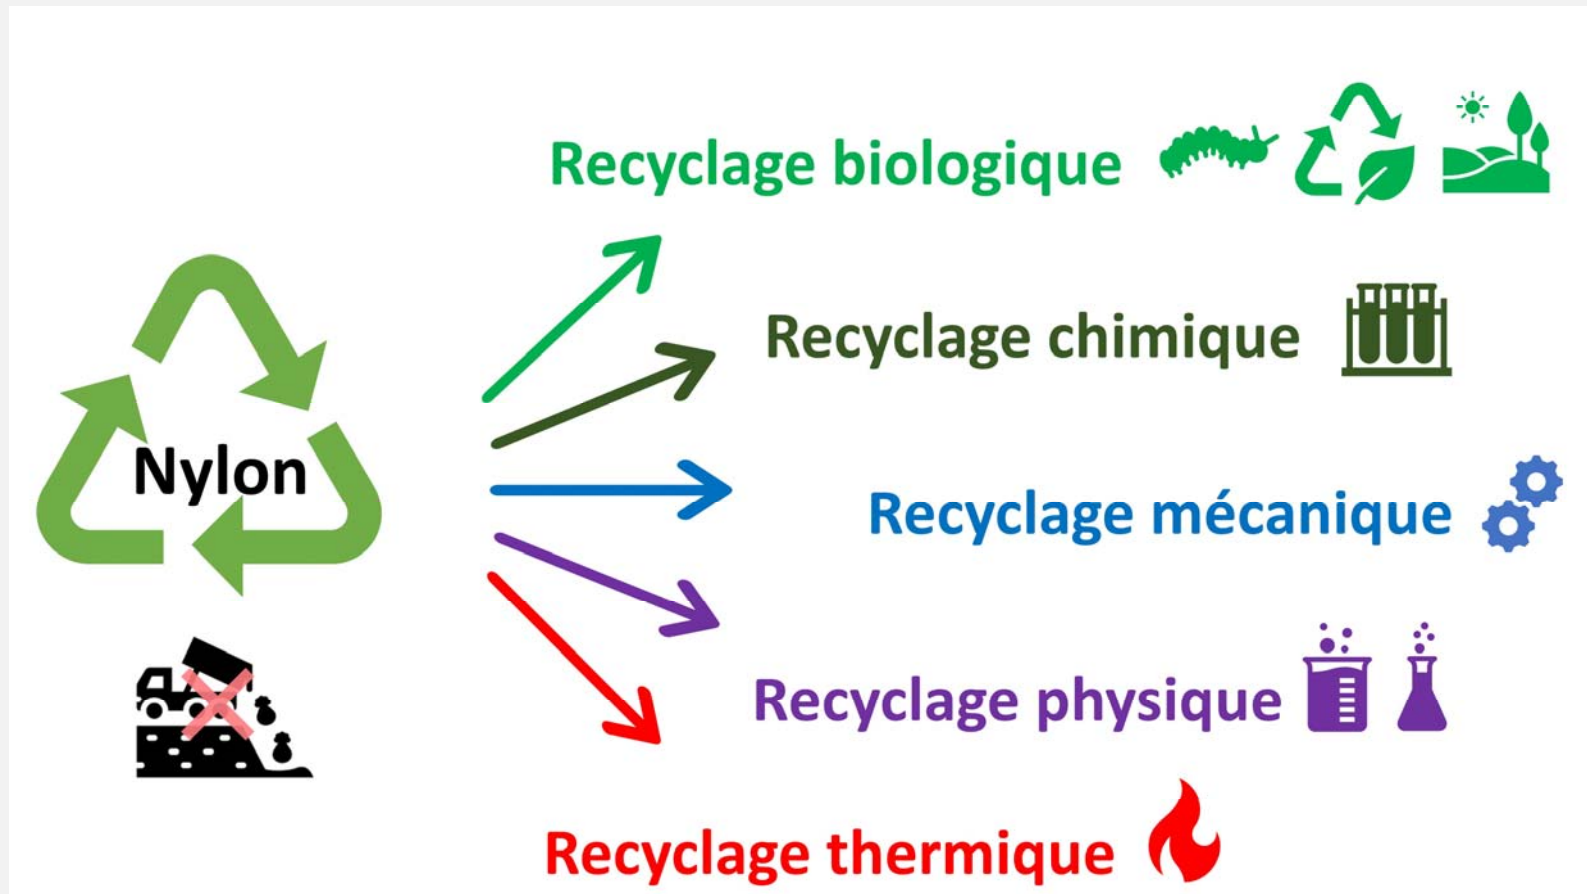 Recyclage biologique
Recyclage chimique
Nylon
Recyclage mécanique
Recyclage physique
Recyclage thermique